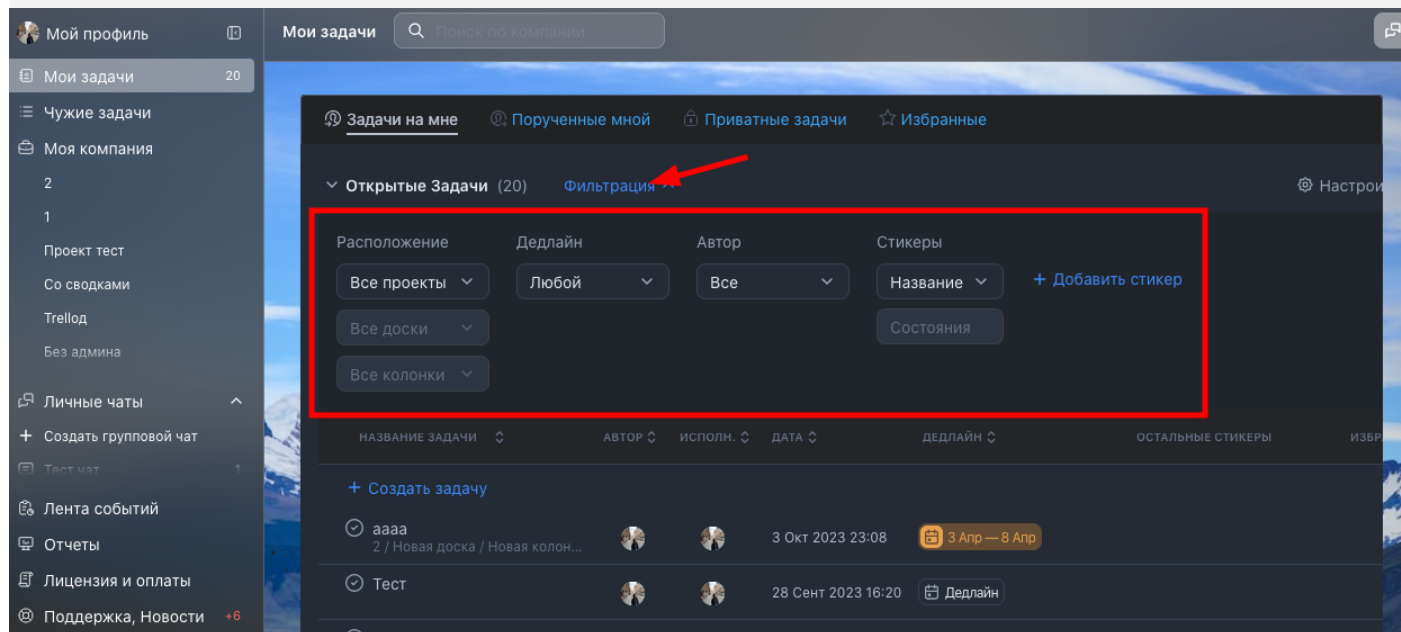 Мой профиль
Мои задачи 20
Чужие задачи
Моя компания
2
1
Проект тест
Со сводками
Trelloд
Без админа
Личные чаты
+ Создать групповой чат
Тест чат 1
Лента событий
Отчеты
Лицензия и оплаты
Поддержка, Новости +6
Мои задачи Поиск по компании
Задачи на мне Порученные мной Приватные задачи Избранные
Открытые Задачи (20) Фильтрация
Расположение Дедлайн Автор Стикеры
Все проекты Любой Все Название + Добавить стикер
Все доски Состояния
Все колонки
НАЗВАНИЕ ЗАДАЧИ АВТОР ИСПОЛН. ДАТА ДЕДЛАЙН ОСТАЛЬНЫЕ СТИКЕРЫ
+ Создать задачу
аааа
2 / Новая доска / Новая колон... 3 Окт 2023 23:08 3 Апр — 8 Апр
Тест 28 Сент 2023 16:20 Дедлайн